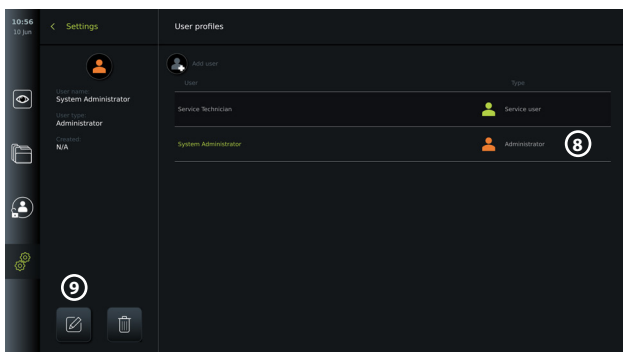 10:56
10 Jun
Settings
User profiles
Add user
User
Type
User name:
System Administrator
User type:
Administrator
Created:
N/A
Service Technician
Service user
System Administrator
Administrator
8
9